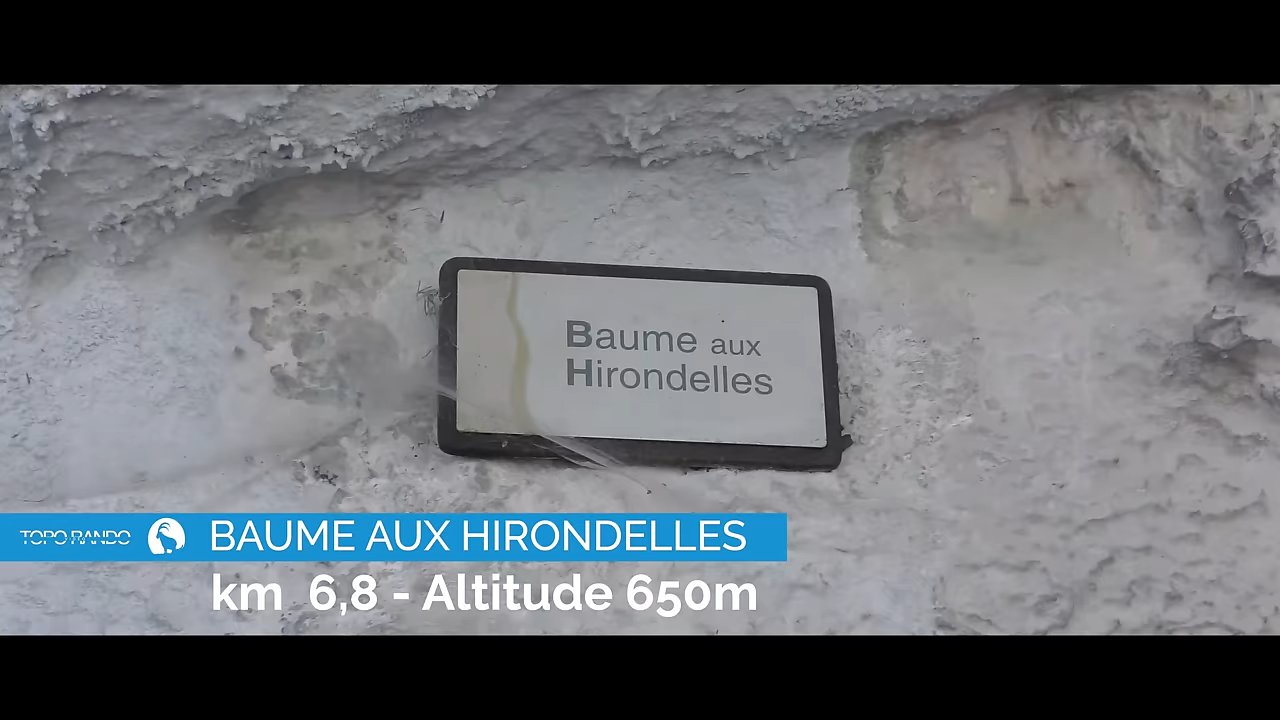 Baume aux
Hirondelles
TOPO RANDO
BAUME AUX HIRONDELLES
km 6,8 - Altitude 650m